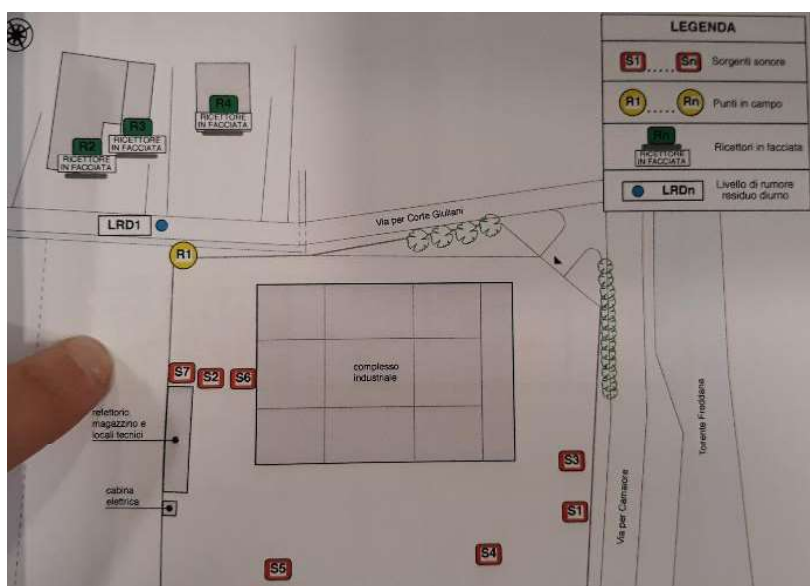 LEGENDA
S1 ..... Sn Sorgenti sonore
R1 ..... Rn Punti in campo
Rn
RICETTORE
IN FACCIATA
Ricettori in facciata
LRDn
Livello di rumore
residuo diurno
R4
RICETTORE
IN FACCIATA
R3
RICETTORE
IN FACCIATA
R2
RICETTORE
IN FACCIATA
LRD1
Via per Corte Giuliani
R1
S7 S2 S6
complesso
industriale
refettorio
magazzino e
locali tecnici
cabina
elettrica
S3
S1
S4
S5
Via per Camaiore
Torrente Freddana